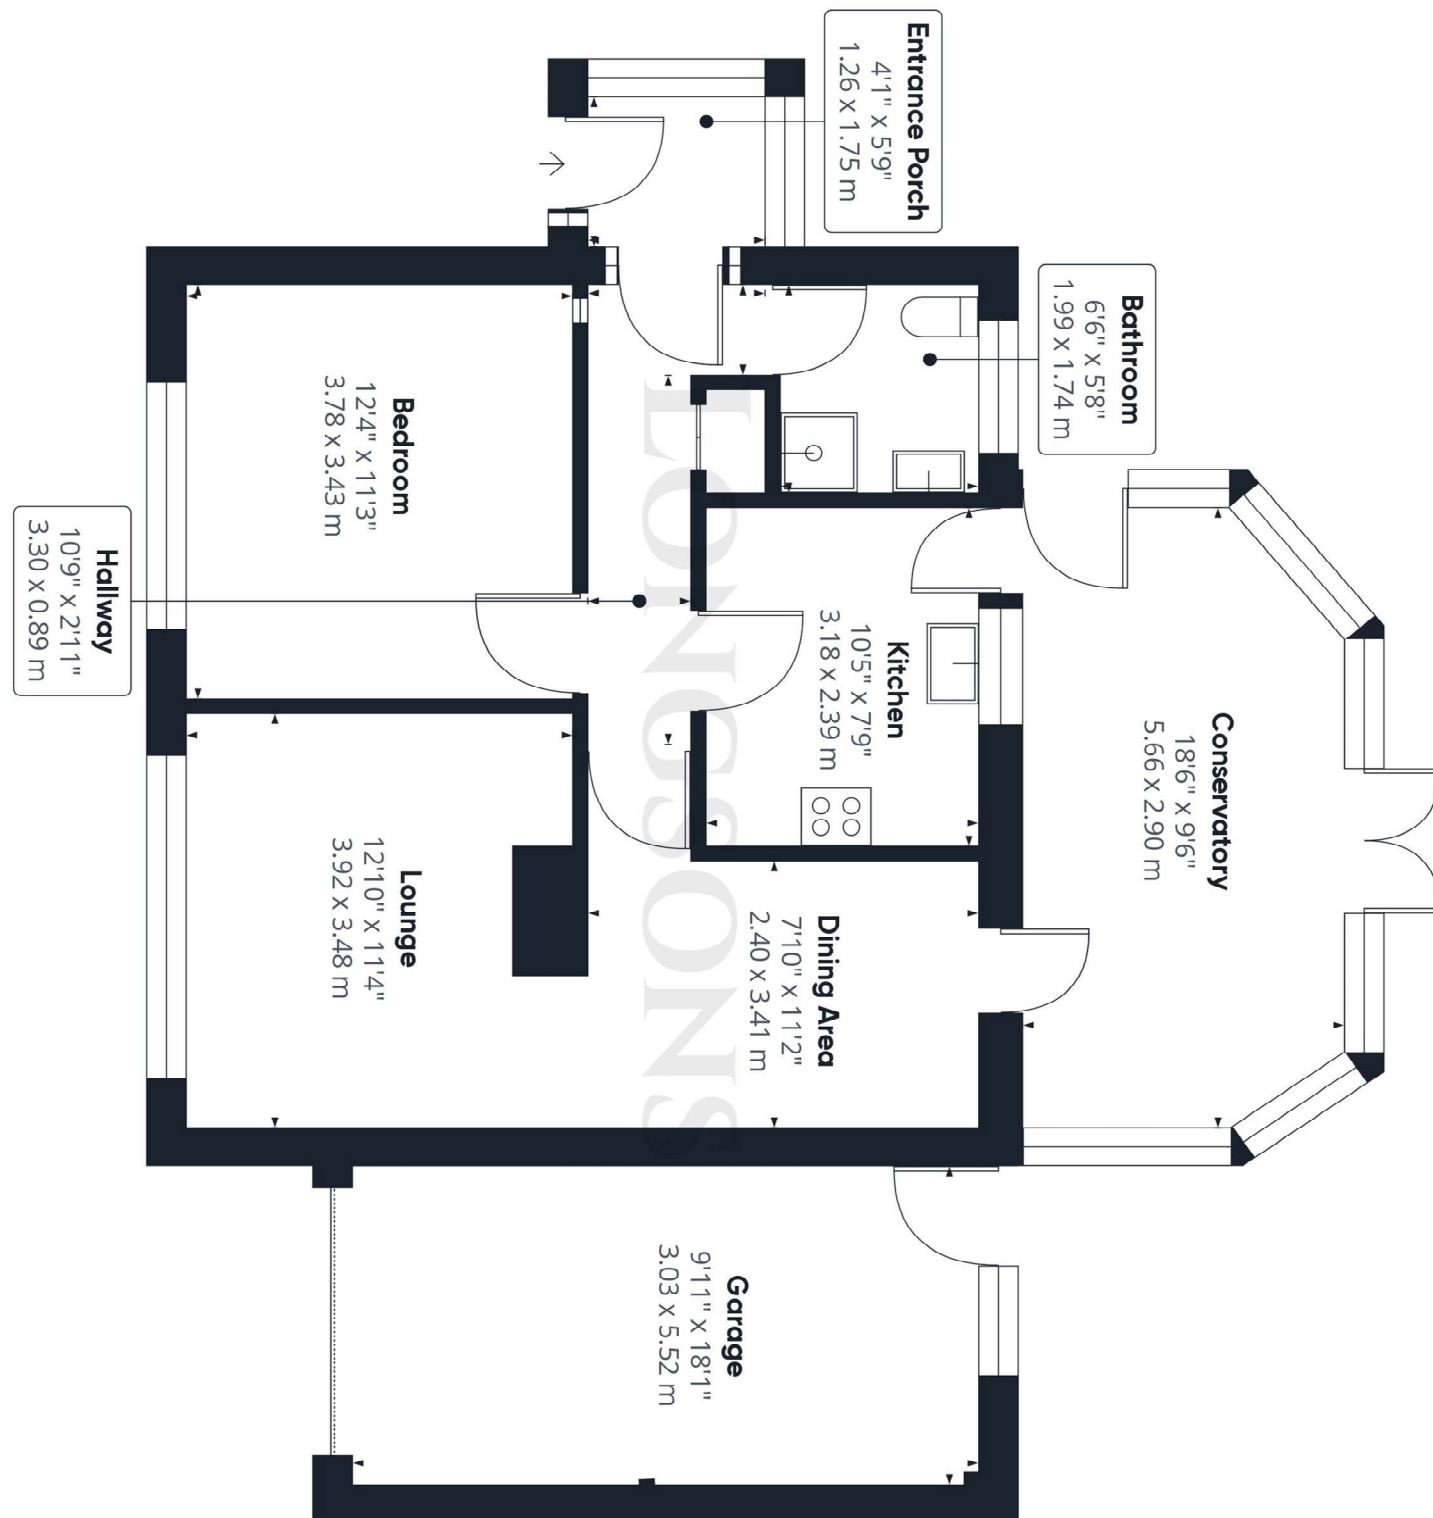 Conservatory
18'6" x 9'6"
5.66 x 2.90 m
Bathroom
6'6" x 5'8"
1.99 x 1.74 m
Entrance Porch
4'1" x 5'9"
1.26 x 1.75 m
Kitchen
10'5" x 7'9"
3.18 x 2.39 m
Dining Area
7'10" x 11'2"
2.40 x 3.41 m
Garage
9'11" x 18'1"
3.03 x 5.52 m
LONGSONS
Bedroom
12'4" x 11'3"
3.78 x 3.43 m
Lounge
12'10" x 11'4"
3.92 x 3.48 m
Hallway
10'9" x 2'11"
3.30 x 0.89 m